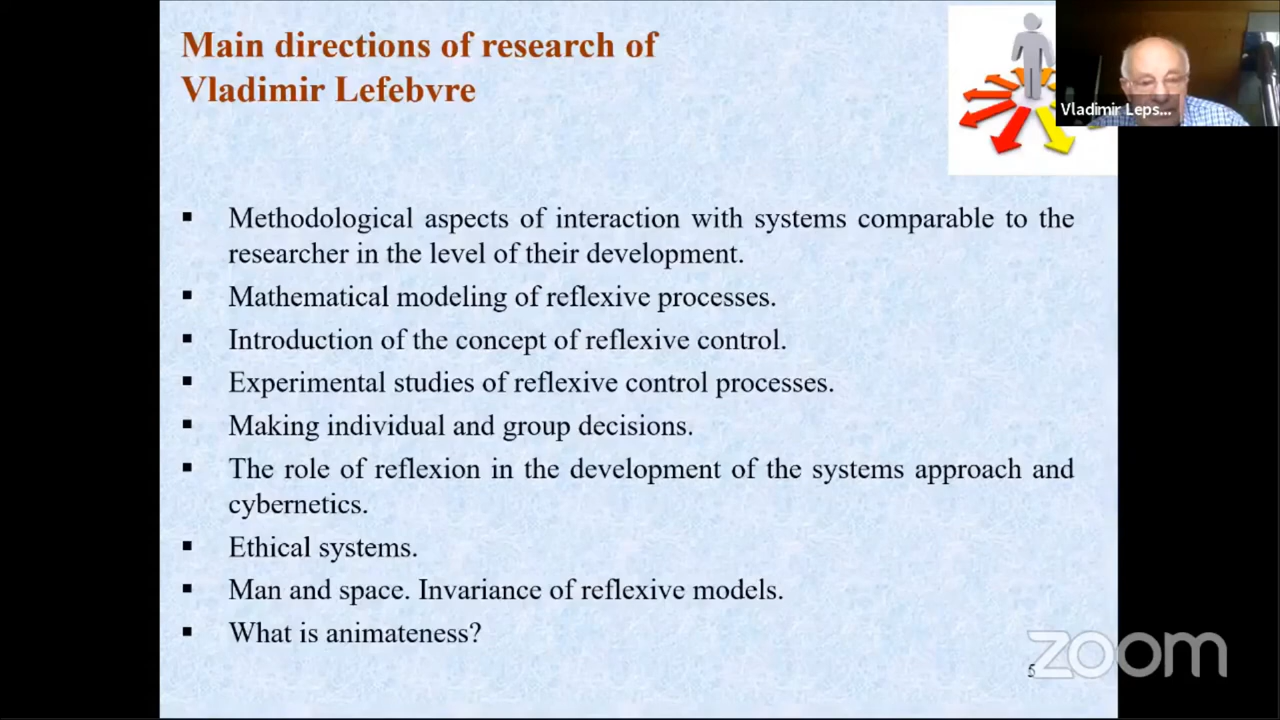 Main directions of research of
Vladimir Lefebvre
Vladimir Leps...
▪ Methodological aspects of interaction with systems comparable to the
researcher in the level of their development.
▪ Mathematical modeling of reflexive processes.
▪ Introduction of the concept of reflexive control.
▪ Experimental studies of reflexive control processes.
▪ Making individual and group decisions.
▪ The role of reflexion in the development of the systems approach and
cybernetics.
▪ Ethical systems.
▪ Man and space. Invariance of reflexive models.
▪ What is animateness?
5
zoom